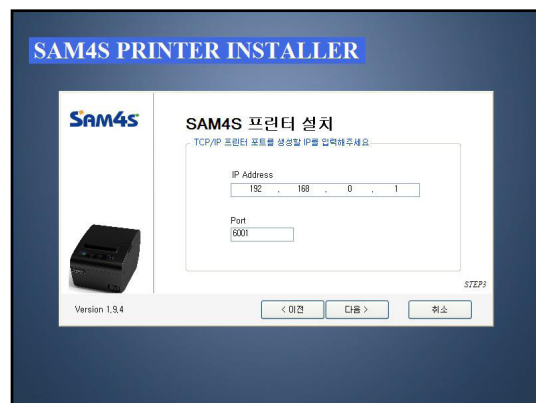 SAM4S PRINTER INSTALLER
SAM4S
SAM4S 프린터 설치
TCP/IP 프린터 포트를 생성할 IP를 입력해주세요
IP Address
192 . 168 . 0 . 1
Port
6001
STEP3
Version 1.9.4
< 이전
다음 >
취소